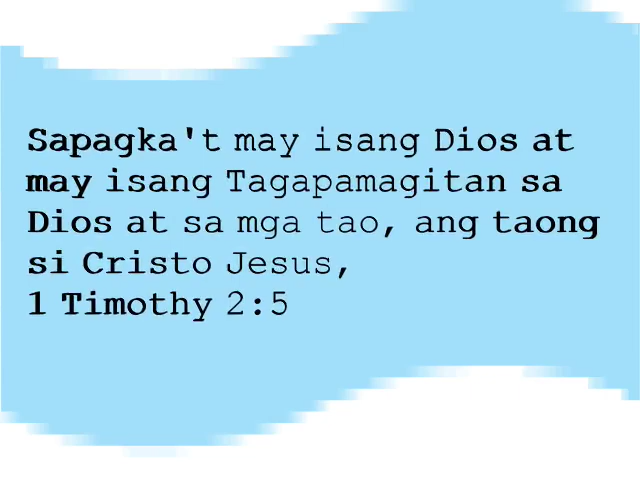 Sapagka't may isang Dios at
may isang Tagapamagitan sa
Dios at sa mga tao, ang taong
si Cristo Jesus,
1 Timothy 2:5